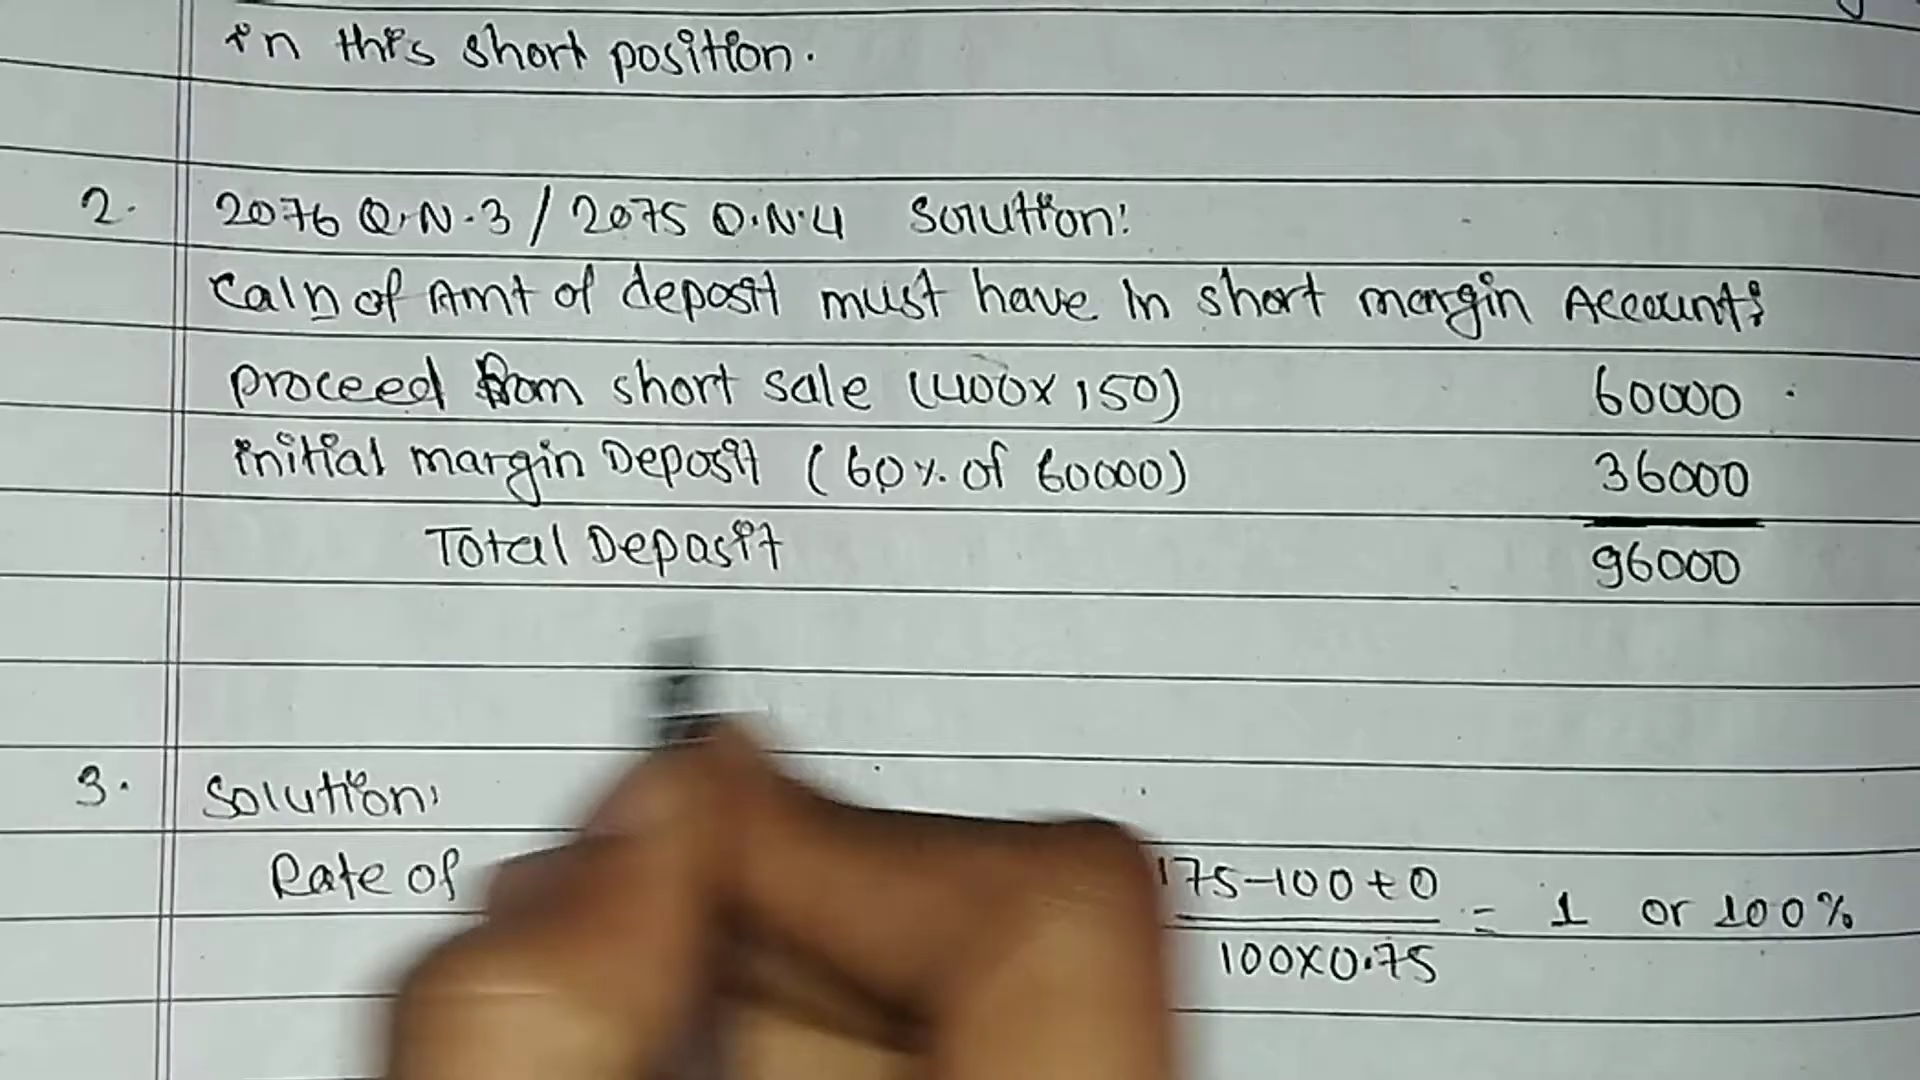 in this short position.
2. 2076 Q.N.3 / 2075 Q.N.4 Solution:
Caln of Amt of deposit must have in short margin Account:
proceed from short sale (400x150) 60000
initial margin Deposit (60% of 60000) 36000
Total Deposit 96000
3. Solution,
Rate of 175-100+0 / 100x0.75 = 1 or 100%